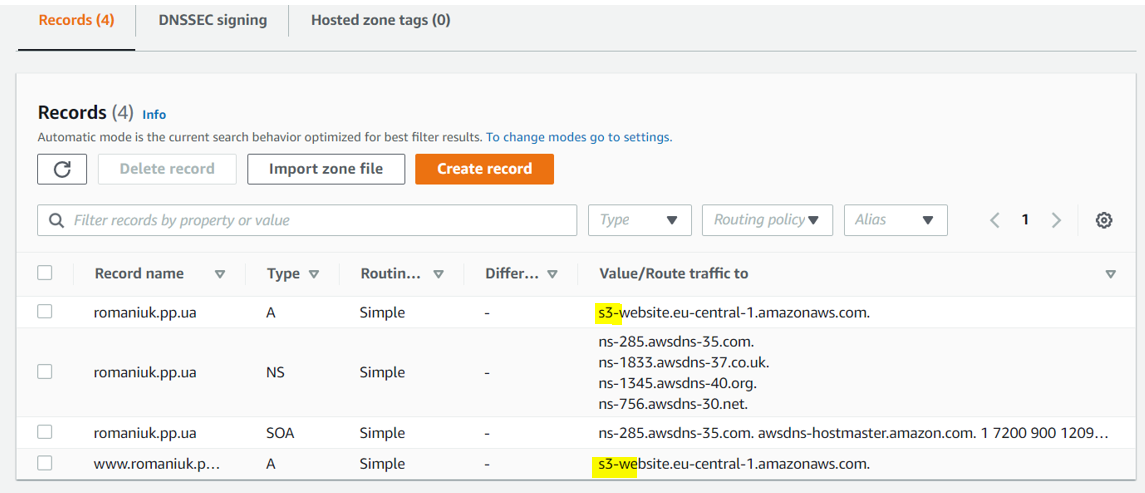 Records (4) DNSSEC signing Hosted zone tags (0)
Records (4) Info
Automatic mode is the current search behavior optimized for best filter results. To change modes go to settings.
Delete record Import zone file Create record
Filter records by property or value Type Routing policy Alias 1
Record name Type Routin... Differ... Value/Route traffic to
romaniuk.pp.ua A Simple - s3-website.eu-central-1.amazonaws.com.
romaniuk.pp.ua NS Simple - ns-285.awsdns-35.com.
ns-1833.awsdns-37.co.uk.
ns-1345.awsdns-40.org.
ns-756.awsdns-30.net.
romaniuk.pp.ua SOA Simple - ns-285.awsdns-35.com. awsdns-hostmaster.amazon.com. 1 7200 900 1209...
www.romaniuk.p... A Simple - s3-website.eu-central-1.amazonaws.com.